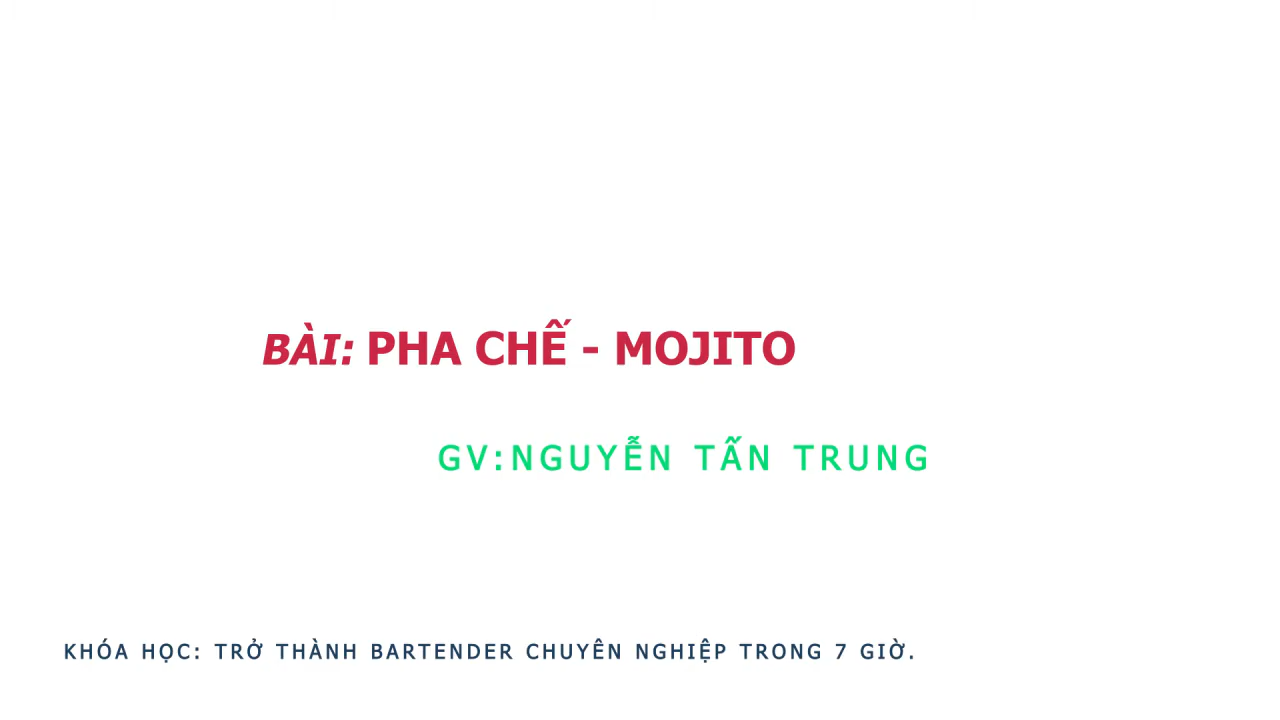 BÀI: PHA CHẾ - MOJITO
GV:NGUYỄN TẤN TRUNG
KHÓA HỌC: TRỞ THÀNH BARTENDER CHUYÊN NGHIỆP TRONG 7 GIỜ.